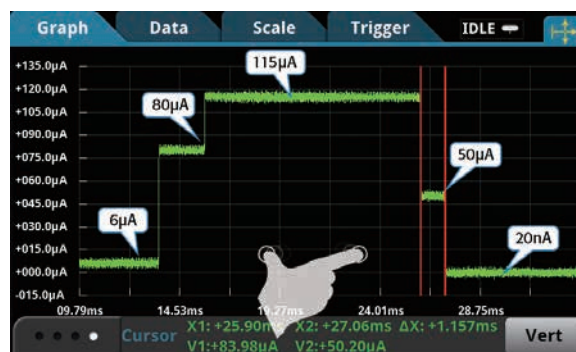 Graph Data Scale Trigger IDLE
+135.0µA
115µA
+120.0µA
+105.0µA
80µA
+090.0µA
+075.0µA
50µA
+060.0µA
+045.0µA
6µA
+030.0µA
20nA
+015.0µA
+000.0µA
-015.0µA
09.79ms 14.53ms 19.27ms 24.01ms 28.75ms
Cursor X1: +25.90ms X2: +27.06ms ΔX: +1.157ms
V1:+83.98µA V2:+50.20µA
Vert